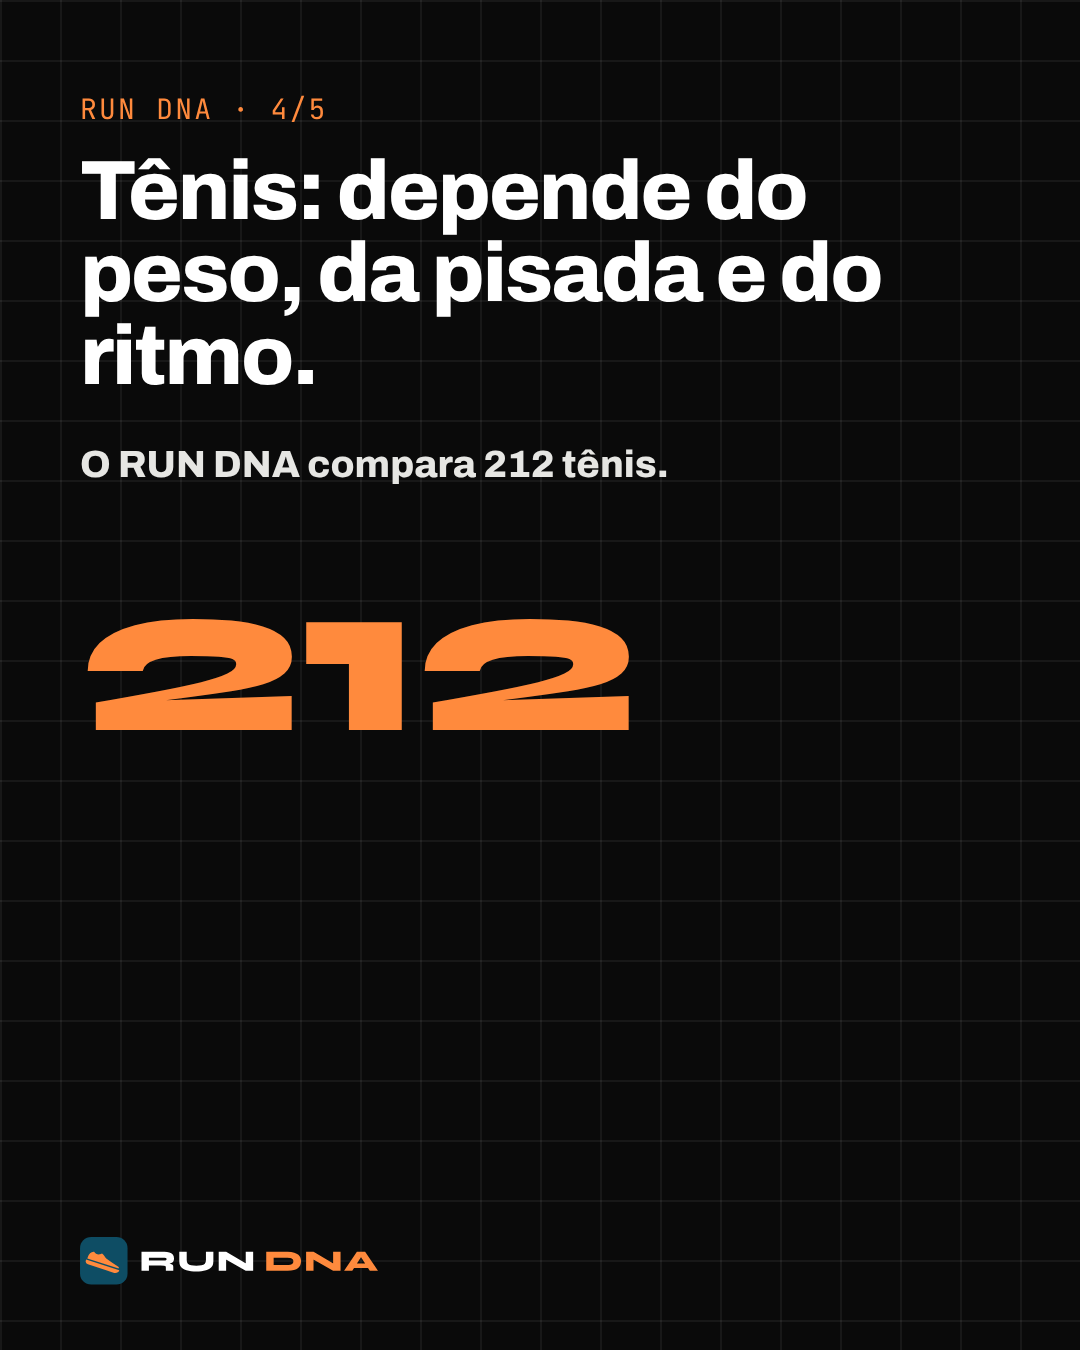 RUN DNA · 4/5
Tênis: depende do
peso, da pisada e do
ritmo.
O RUN DNA compara 212 tênis.
212
RUN DNA